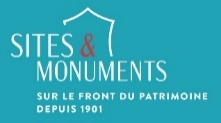 SITES &
MONUMENTS
SUR LE FRONT DU PATRIMOINE
DEPUIS 1901